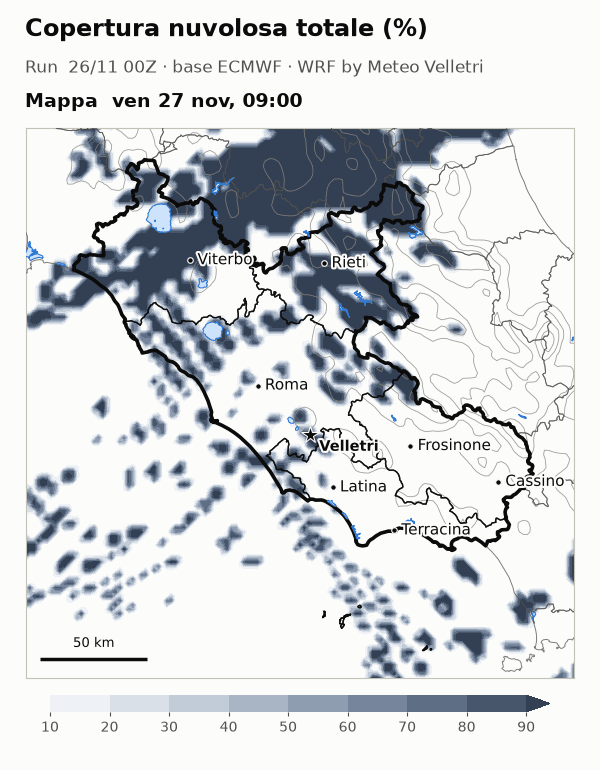 Copertura nuvolosa totale (%)
Run 26/11 00Z · base ECMWF · WRF by Meteo Velletri
Mappa ven 27 nov, 09:00
Viterbo
Rieti
Roma
Velletri
Frosinone
Latina
Cassino
Terracina
50 km
10 20 30 40 50 60 70 80 90